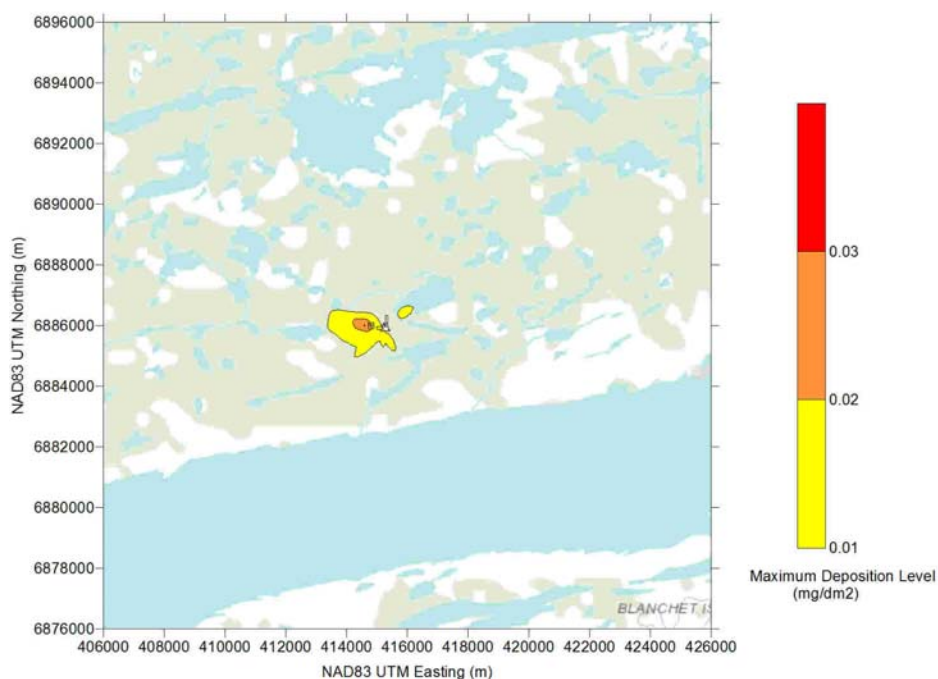 6896000
6894000
6892000
6890000
6888000
6886000
6884000
6882000
6880000
6878000
6876000
NAD83 UTM Northing (m)
406000 408000 410000 412000 414000 416000 418000 420000 422000 424000 426000
NAD83 UTM Easting (m)
BLANCHET IS
0.03
0.02
0.01
Maximum Deposition Level
(mg/dm2)